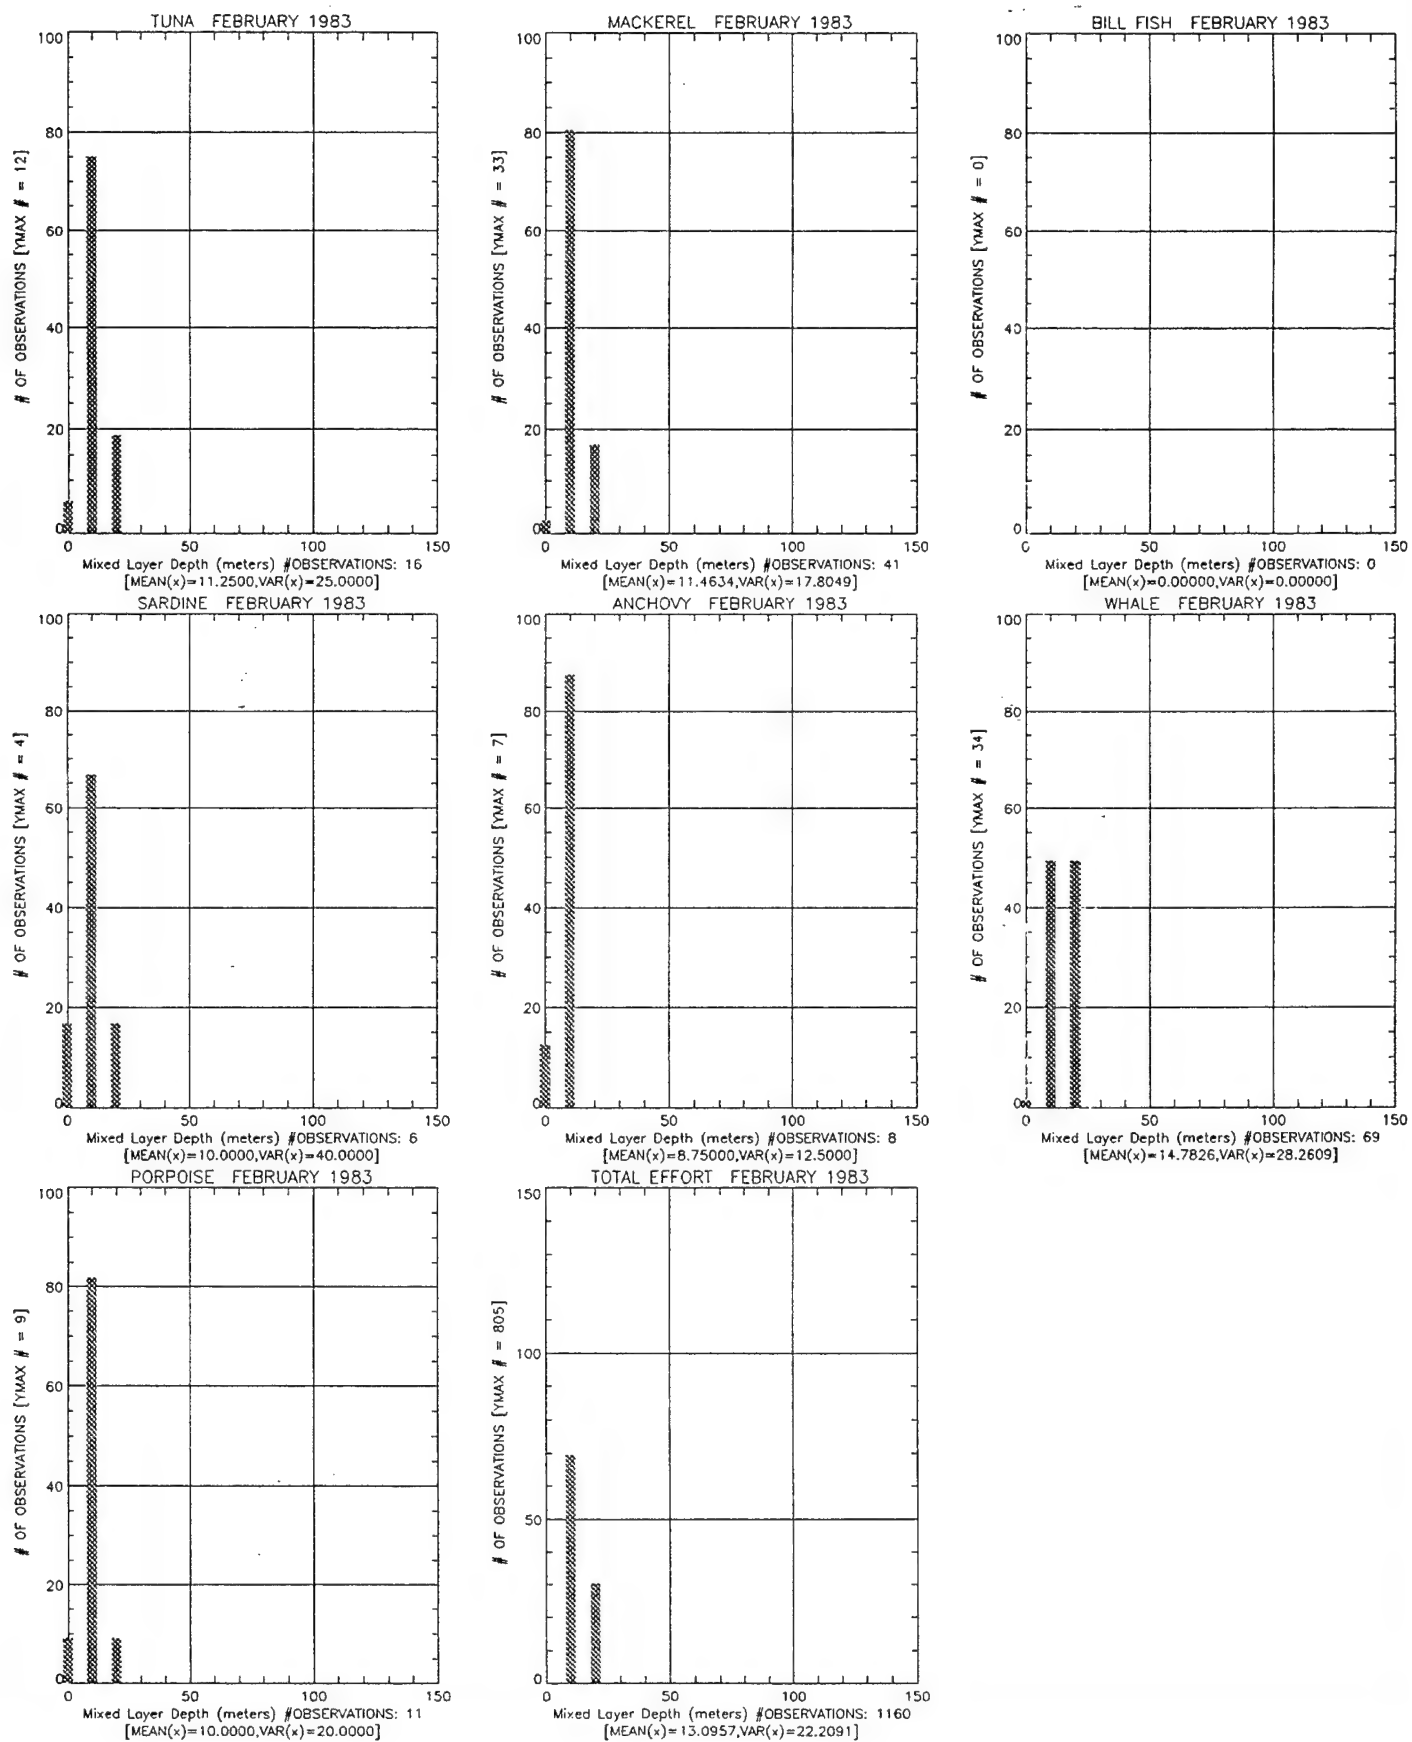 TUNA FEBRUARY 1983
100
80
60
40
20
0
# OF OBSERVATIONS [YMAX # = 12]
0 50 100 150
Mixed Layer Depth (meters) #OBSERVATIONS: 16
[MEAN(x)=11.2500,VAR(x)=25.0000]
MACKEREL FEBRUARY 1983
100
80
60
40
20
0
# OF OBSERVATIONS [YMAX # = 33]
0 50 100 150
Mixed Layer Depth (meters) #OBSERVATIONS: 41
[MEAN(x)=11.4634,VAR(x)=17.8049]
BILL FISH FEBRUARY 1983
100
80
60
40
20
0
# OF OBSERVATIONS [YMAX # = 0]
0 50 100 150
Mixed Layer Depth (meters) #OBSERVATIONS: 0
[MEAN(x)=0.00000,VAR(x)=0.00000]
SARDINE FEBRUARY 1983
100
80
60
40
20
0
# OF OBSERVATIONS [YMAX # = 4]
0 50 100 150
Mixed Layer Depth (meters) #OBSERVATIONS: 6
[MEAN(x)=10.0000,VAR(x)=40.0000]
ANCHOVY FEBRUARY 1983
100
80
60
40
20
0
# OF OBSERVATIONS [YMAX # = 7]
0 50 100 150
Mixed Layer Depth (meters) #OBSERVATIONS: 8
[MEAN(x)=8.75000,VAR(x)=12.5000]
WHALE FEBRUARY 1983
100
80
60
40
20
0
# OF OBSERVATIONS [YMAX # = 34]
0 50 100 150
Mixed Layer Depth (meters) #OBSERVATIONS: 69
[MEAN(x)=14.7826,VAR(x)=28.2609]
PORPOISE FEBRUARY 1983
100
80
60
40
20
0
# OF OBSERVATIONS [YMAX # = 9]
0 50 100 150
Mixed Layer Depth (meters) #OBSERVATIONS: 11
[MEAN(x)=10.0000,VAR(x)=20.0000]
TOTAL EFFORT FEBRUARY 1983
150
100
50
0
# OF OBSERVATIONS [YMAX # = 805]
0 50 100 150
Mixed Layer Depth (meters) #OBSERVATIONS: 1160
[MEAN(x)=13.0957,VAR(x)=22.2091]